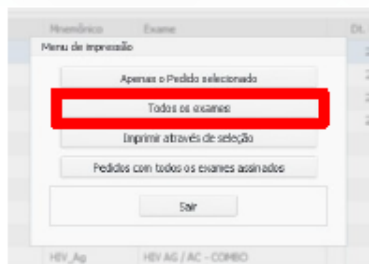 Mnemônico Exame Dt.
Menu de impressão
Apenas o Pedido selecionado
Todos os exames
Imprimir através de seleção
Pedidos com todos os exames assinados
Sair
HIV_Ag HIV AG / AC - COMBO